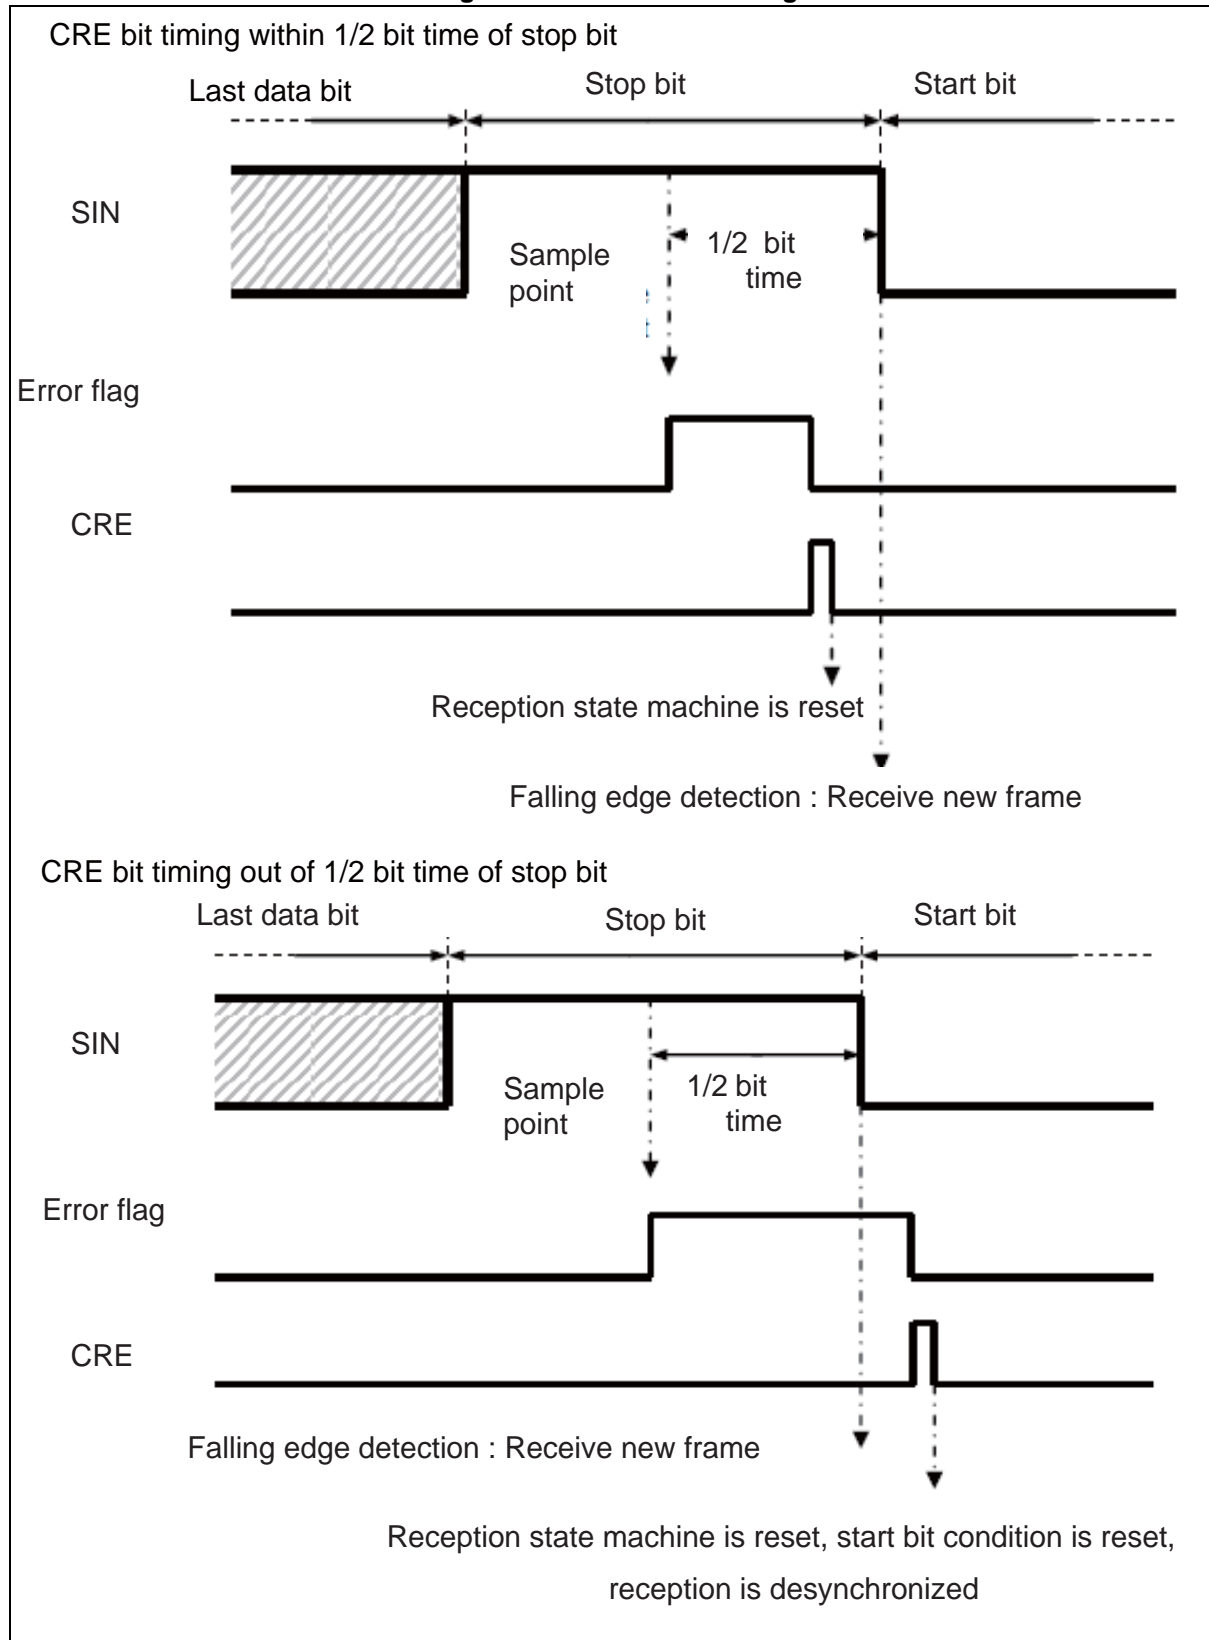 CRE bit timing within 1/2 bit time of stop bit
Last data bit
Stop bit
Start bit
SIN
Sample
point
1/2 bit
time
Error flag
CRE
Reception state machine is reset
Falling edge detection : Receive new frame
CRE bit timing out of 1/2 bit time of stop bit
Last data bit
Stop bit
Start bit
SIN
Sample
point
1/2 bit
time
Error flag
CRE
Falling edge detection : Receive new frame
Reception state machine is reset, start bit condition is reset,
reception is desynchronized